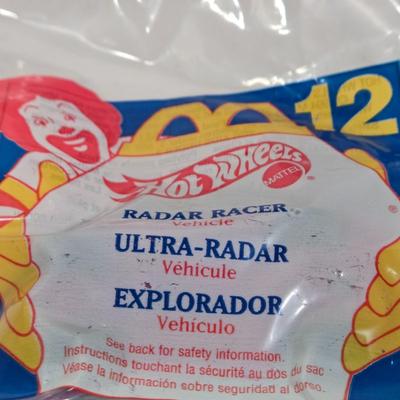 12
Hot Wheels
MATTEL
RADAR RACER
Vehicle
ULTRA-RADAR
Véhicule
EXPLORADOR
Vehículo
See back for safety information.
Instructions touchant la sécurité au dos du sac
Véase la información sobre seguridad al dorso.